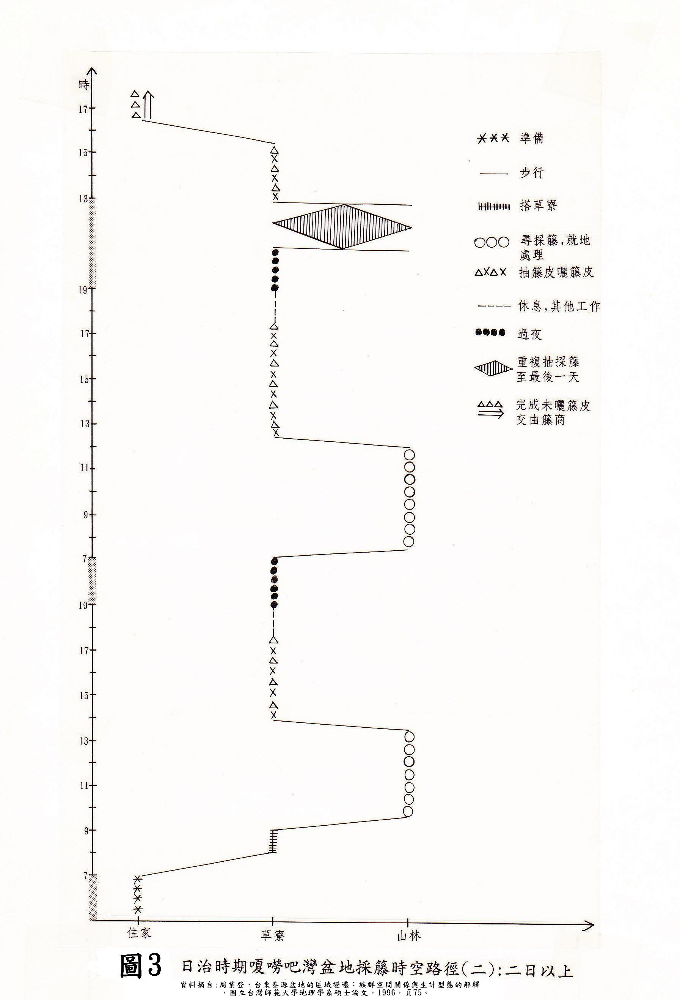 時
17
15
13
19
17
15
13
11
9
7
19
17
15
13
11
9
7
準備
步行
搭草寮
尋採籐,就地
處理
抽籐皮曬籐皮
休息,其他工作
過夜
重複抽採籐
至最後一天
完成未曬籐皮
交由籐商
住家
草寮
山林
圖3 日治時期嘎嘮吧灣盆地採籐時空路徑(二):二日以上
資料摘自:周業登,台東泰源盆地的區域變遷:族群空間關係與生計型態的解釋
,國立台灣師範大學地理學系碩士論文,1996,頁75。